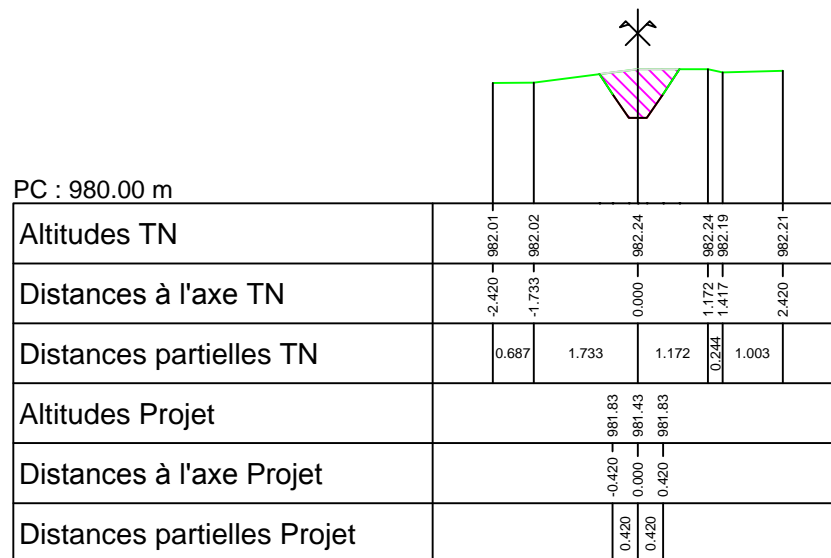 PC : 980.00 m
Altitudes TN 982.01 982.02 982.24 982.24 982.19 982.21
Distances à l'axe TN -2.420 -1.733 0.000 1.172 1.417 2.420
Distances partielles TN 0.687 1.733 1.172 0.244 1.003
Altitudes Projet 981.83 981.43 981.83
Distances à l'axe Projet -0.420 0.000 0.420
Distances partielles Projet 0.420 0.420